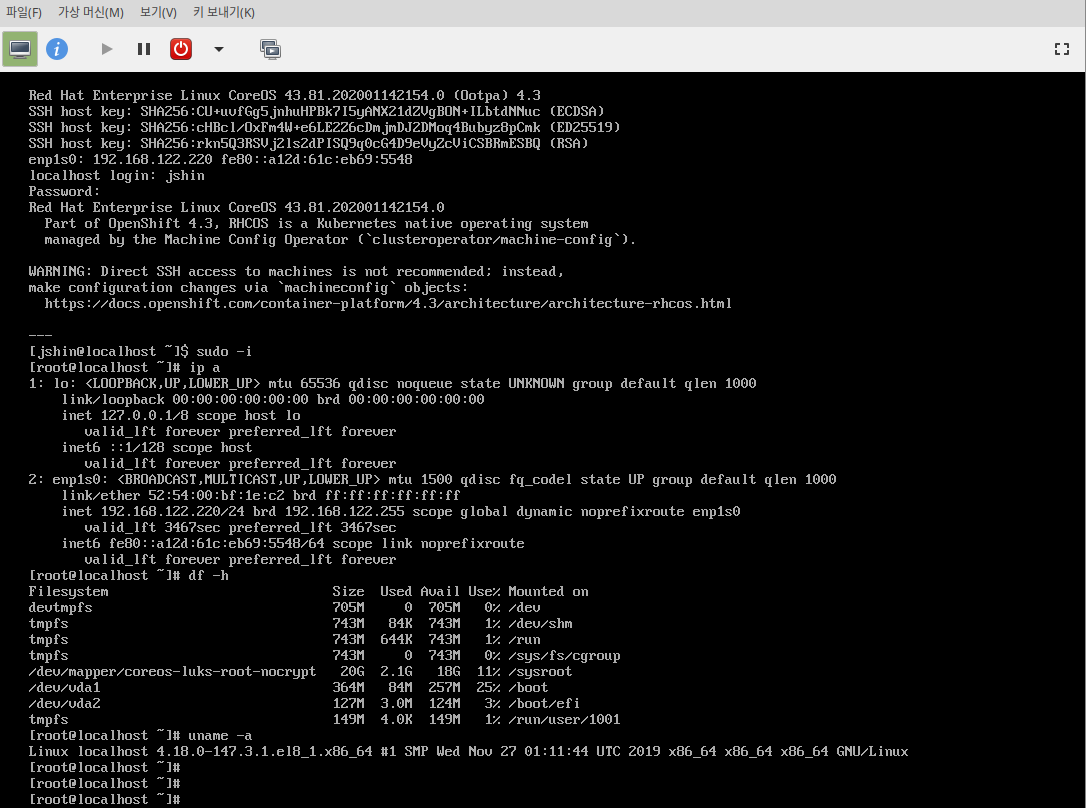 파일(F) 가상 머신(M) 보기(V) 키 보내기(K)
Red Hat Enterprise Linux CoreOS 43.81.202001142154.0 (Ootpa) 4.3
SSH host key: SHA256:CU+uvfGg5jnhuHPBk7I5yANX21dZVgBON+ILbtdNNuc (ECDSA)
SSH host key: SHA256:cHBcl/OxFm4W+e6LE226cDmjmDJ2DMoq4Bubyz8pCmk (ED25519)
SSH host key: SHA256:rkn5Q3RSVj2ls2dPISQ9q0cG4D9eVy2cViCSBRmESBQ (RSA)
enp1s0: 192.168.122.220 fe80::a12d:61c:eb69:5548
localhost login: jshin
Password:
Red Hat Enterprise Linux CoreOS 43.81.202001142154.0
  Part of OpenShift 4.3, RHCOS is a Kubernetes native operating system
  managed by the Machine Config Operator (`clusteroperator/machine-config`).
WARNING: Direct SSH access to machines is not recommended; instead,
make configuration changes via `machineconfig` objects:
  https://docs.openshift.com/container-platform/4.3/architecture/architecture-rhcos.html
---
[jshin@localhost ~]$ sudo -i
[root@localhost ~]# ip a
1: lo: <LOOPBACK,UP,LOWER_UP> mtu 65536 qdisc noqueue state UNKNOWN group default qlen 1000
    link/loopback 00:00:00:00:00:00 brd 00:00:00:00:00:00
    inet 127.0.0.1/8 scope host lo
       valid_lft forever preferred_lft forever
    inet6 ::1/128 scope host
       valid_lft forever preferred_lft forever
2: enp1s0: <BROADCAST,MULTICAST,UP,LOWER_UP> mtu 1500 qdisc fq_codel state UP group default qlen 1000
    link/ether 52:54:00:bf:1e:c2 brd ff:ff:ff:ff:ff:ff
    inet 192.168.122.220/24 brd 192.168.122.255 scope global dynamic noprefixroute enp1s0
       valid_lft 3467sec preferred_lft 3467sec
    inet6 fe80::a12d:61c:eb69:5548/64 scope link noprefixroute
       valid_lft forever preferred_lft forever
[root@localhost ~]# df -h
Filesystem                            Size  Used Avail Use% Mounted on
devtmpfs                              705M     0  705M   0% /dev
tmpfs                                 743M   84K  743M   1% /dev/shm
tmpfs                                 743M  644K  743M   1% /run
tmpfs                                 743M     0  743M   0% /sys/fs/cgroup
/dev/mapper/coreos-luks-root-nocrypt   20G  2.1G   18G  11% /sysroot
/dev/vda1                             364M   84M  257M  25% /boot
/dev/vda2                             127M  3.0M  124M   3% /boot/efi
tmpfs                                 149M  4.0K  149M   1% /run/user/1001
[root@localhost ~]# uname -a
Linux localhost 4.18.0-147.3.1.el8_1.x86_64 #1 SMP Wed Nov 27 01:11:44 UTC 2019 x86_64 x86_64 x86_64 GNU/Linux
[root@localhost ~]#
[root@localhost ~]#
[root@localhost ~]#